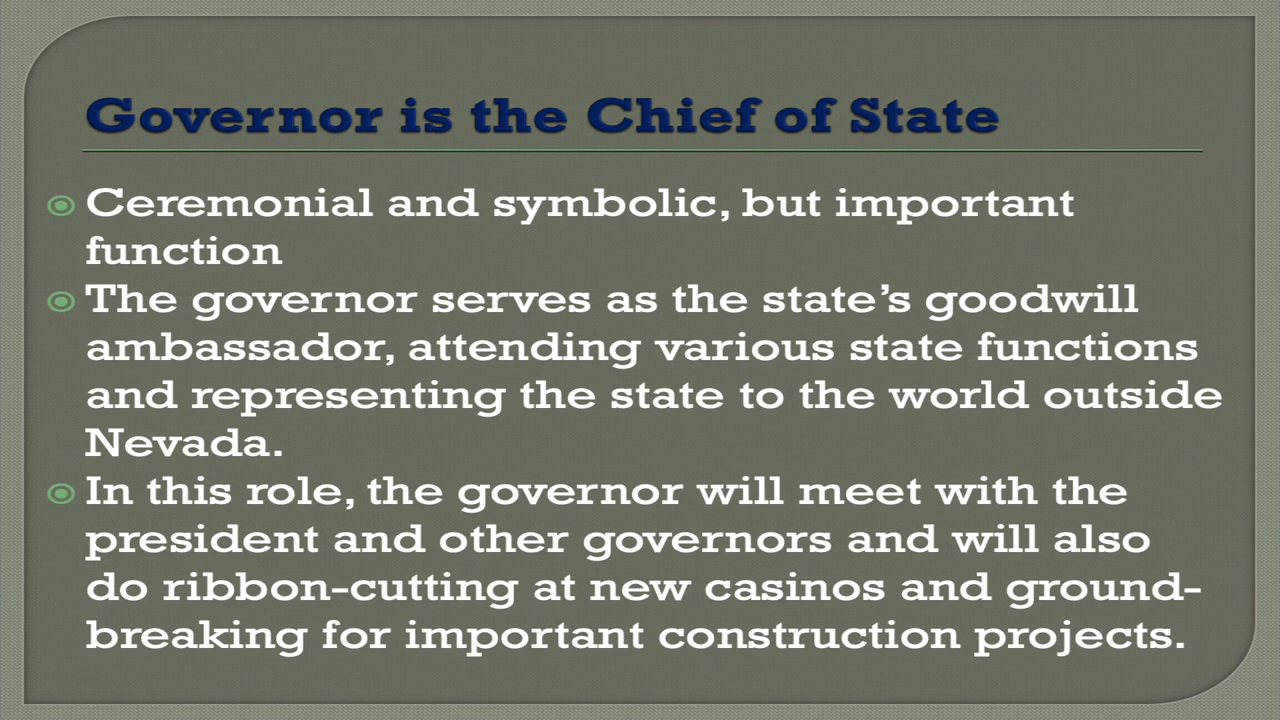 Governor is the Chief of State
Ceremonial and symbolic, but important
function
The governor serves as the state’s goodwill
ambassador, attending various state functions
and representing the state to the world outside
Nevada.
In this role, the governor will meet with the
president and other governors and will also
do ribbon-cutting at new casinos and ground-
breaking for important construction projects.